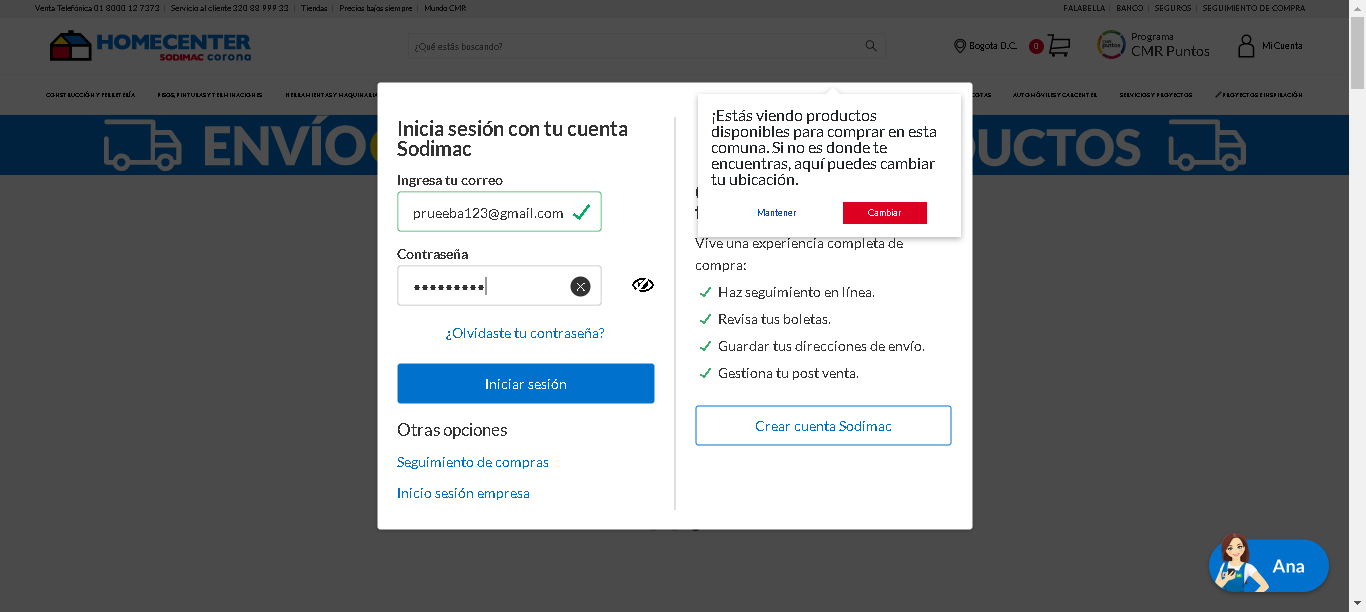 Venta Telefónica 01 8000 12 7373 | Servicio al cliente 320 88 999 33 | Tiendas | Precios bajos siempre | Mundo CMR
FALABELLA | BANCO | SEGUROS | SEGUIMIENTO DE COMPRA
HOMECENTER
SODIMAC corona
¿Qué estás buscando?
Bogota D.C.
0
Programa
CMR Puntos
Mi Cuenta
CONSTRUCCIÓN Y FERRETERÍA PISOS, PINTURAS Y TERMINACIONES HERRAMIENTAS Y MAQUINARIA
AUTOMÓVILES Y CAR CENTER SERVICIOS Y PROYECTOS PROYECTOS E INSPIRACIÓN
ENVÍO
UCTOS
Inicia sesión con tu cuenta
Sodimac
Ingresa tu correo
prueeba123@gmail.com
Contraseña
•••••••••
¿Olvidaste tu contraseña?
Iniciar sesión
Otras opciones
Seguimiento de compras
Inicio sesión empresa
¡Estás viendo productos
disponibles para comprar en esta
comuna. Si no es donde te
encuentras, aquí puedes cambiar
tu ubicación.
Mantener
Cambiar
Vive una experiencia completa de
compra:
Haz seguimiento en línea.
Revisa tus boletas.
Guardar tus direcciones de envío.
Gestiona tu post venta.
Crear cuenta Sodimac
Ana